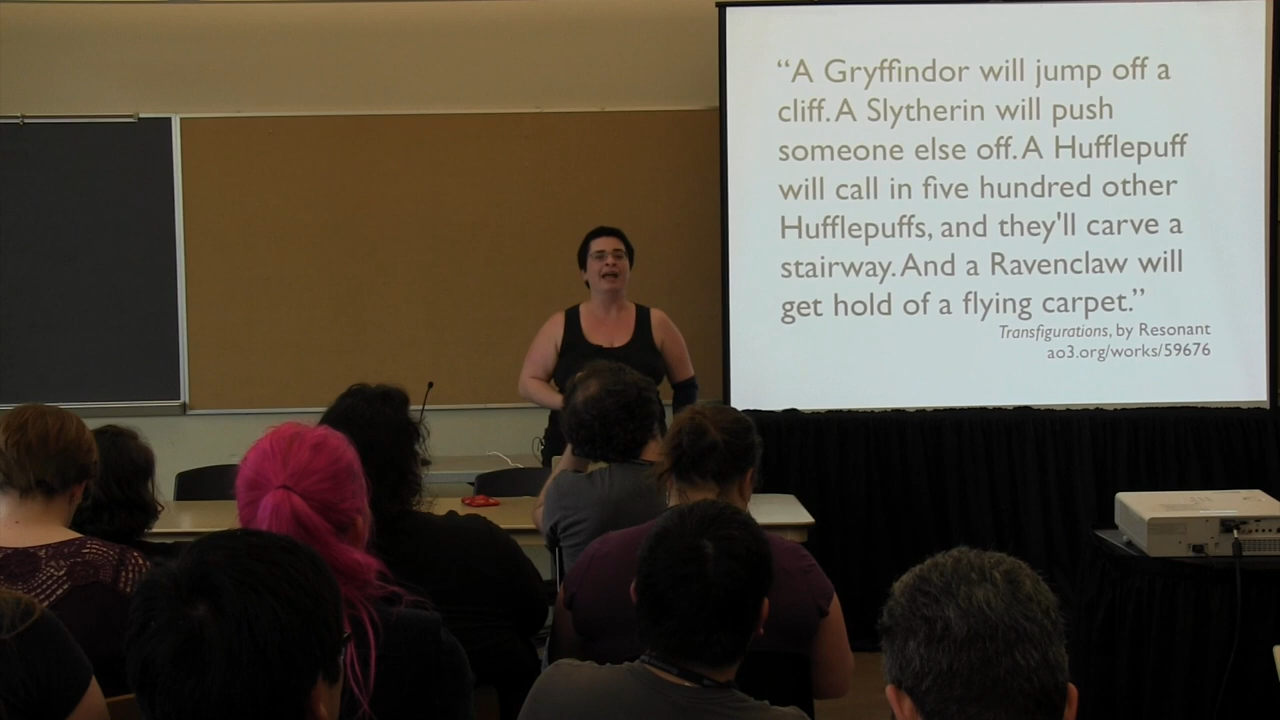 “A Gryffindor will jump off a
cliff. A Slytherin will push
someone else off. A Hufflepuff
will call in five hundred other
Hufflepuffs, and they'll carve a
stairway. And a Ravenclaw will
get hold of a flying carpet.”
Transfigurations, by Resonant
ao3.org/works/59676